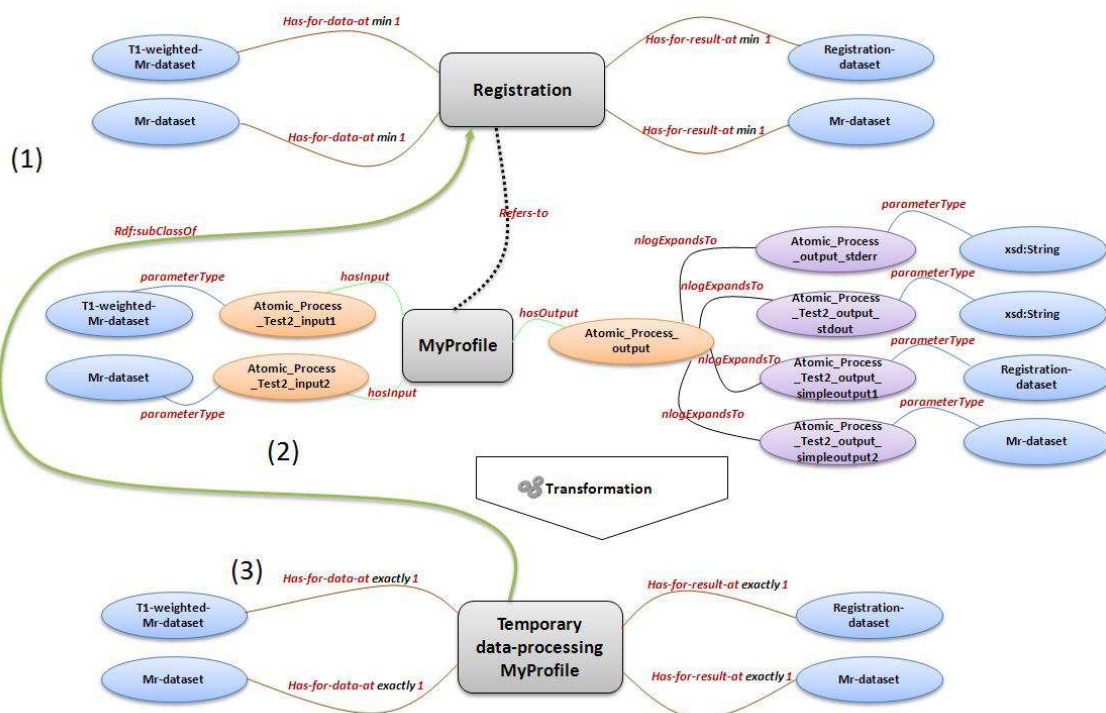 Has-for-data-at min 1
Has-for-result-at min 1
T1-weighted-
Mr-dataset
Registration
Registration-
dataset
Mr-dataset
Mr-dataset
Has-for-data-at min 1
Has-for-result-at min 1
(1)
Rdf:subClassOf
Refers-to
parameterType
nlogExpandsTo
Atomic_Process
_output_stderr
xsd:String
parameterType
hasInput
T1-weighted-
Mr-dataset
Atomic_Process
_Test2_input1
MyProfile
hasOutput
Atomic_Process_
output
nlogExpandsTo
Atomic_Process
_Test2_output_
stdout
parameterType
xsd:String
Mr-dataset
Atomic_Process
_Test2_input2
hasInput
parameterType
nlogExpandsTo
Atomic_Process
_Test2_output_
simpleoutput1
parameterType
Registration-
dataset
nlogExpandsTo
Atomic_Process
_Test2_output_
simpleoutput2
parameterType
Mr-dataset
(2)
Transformation
(3)
Has-for-data-at exactly 1
Has-for-result-at exactly 1
T1-weighted-
Mr-dataset
Temporary
data-processing
MyProfile
Registration-
dataset
Mr-dataset
Mr-dataset
Has-for-data-at exactly 1
Has-for-result-at exactly 1